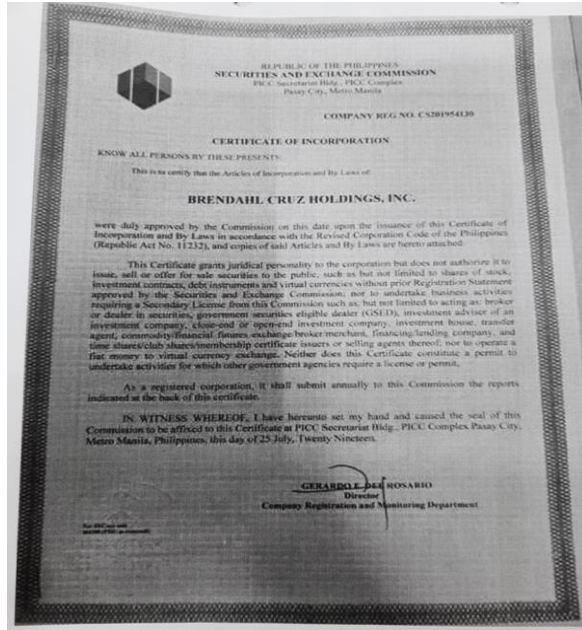 REPUBLIC OF THE PHILIPPINES
SECURITIES AND EXCHANGE COMMISSION
PICC Secretariat Bldg., PICC Complex
Pasay City, Metro Manila
COMPANY REG NO. CS201954130
CERTIFICATE OF INCORPORATION
KNOW ALL PERSONS BY THESE PRESENTS:
This is to certify that the Articles of Incorporation and By Laws of
BRENDAHL CRUZ HOLDINGS, INC.
were duly approved by the Commission on this date upon the issuance of this Certificate of
Incorporation and By Laws in accordance with the Revised Corporation Code of the Philippines
(Republic Act No. 11232), and copies of said Articles and By Laws are hereto attached.
This Certificate grants juridical personality to the corporation but does not authorize it to
issue, sell or offer for sale securities to the public, such as but not limited to shares of stock,
investment contracts, debt instruments and virtual currencies without prior Registration Statement
approved by the Securities and Exchange Commission; nor to undertake business activities
requiring a Secondary License from this Commission such as, but not limited to acting as: broker
or dealer in securities, government securities eligible dealer (GSED), investment adviser of an
investment company, close-end or open-end investment company, investment house, transfer
agent, commodity/financial futures exchange/broker/merchant, financing/lending company, and
time shares/club shares/membership certificate issuers or selling agents thereof; nor to operate a
fiat money to virtual currency exchange. Neither does this Certificate constitute a permit to
undertake activities for which other government agencies require a license or permit.
As a registered corporation, it shall submit annually to this Commission the reports
indicated at the back of this certificate.
IN WITNESS WHEREOF, I have hereunto set my hand and caused the seal of this
Commission to be affixed to this Certificate at PICC Secretariat Bldg., PICC Complex Pasay City,
Metro Manila, Philippines, this day of 25 July, Twenty Nineteen.
GERARDO F. DEL ROSARIO
Director
Company Registration and Monitoring Department